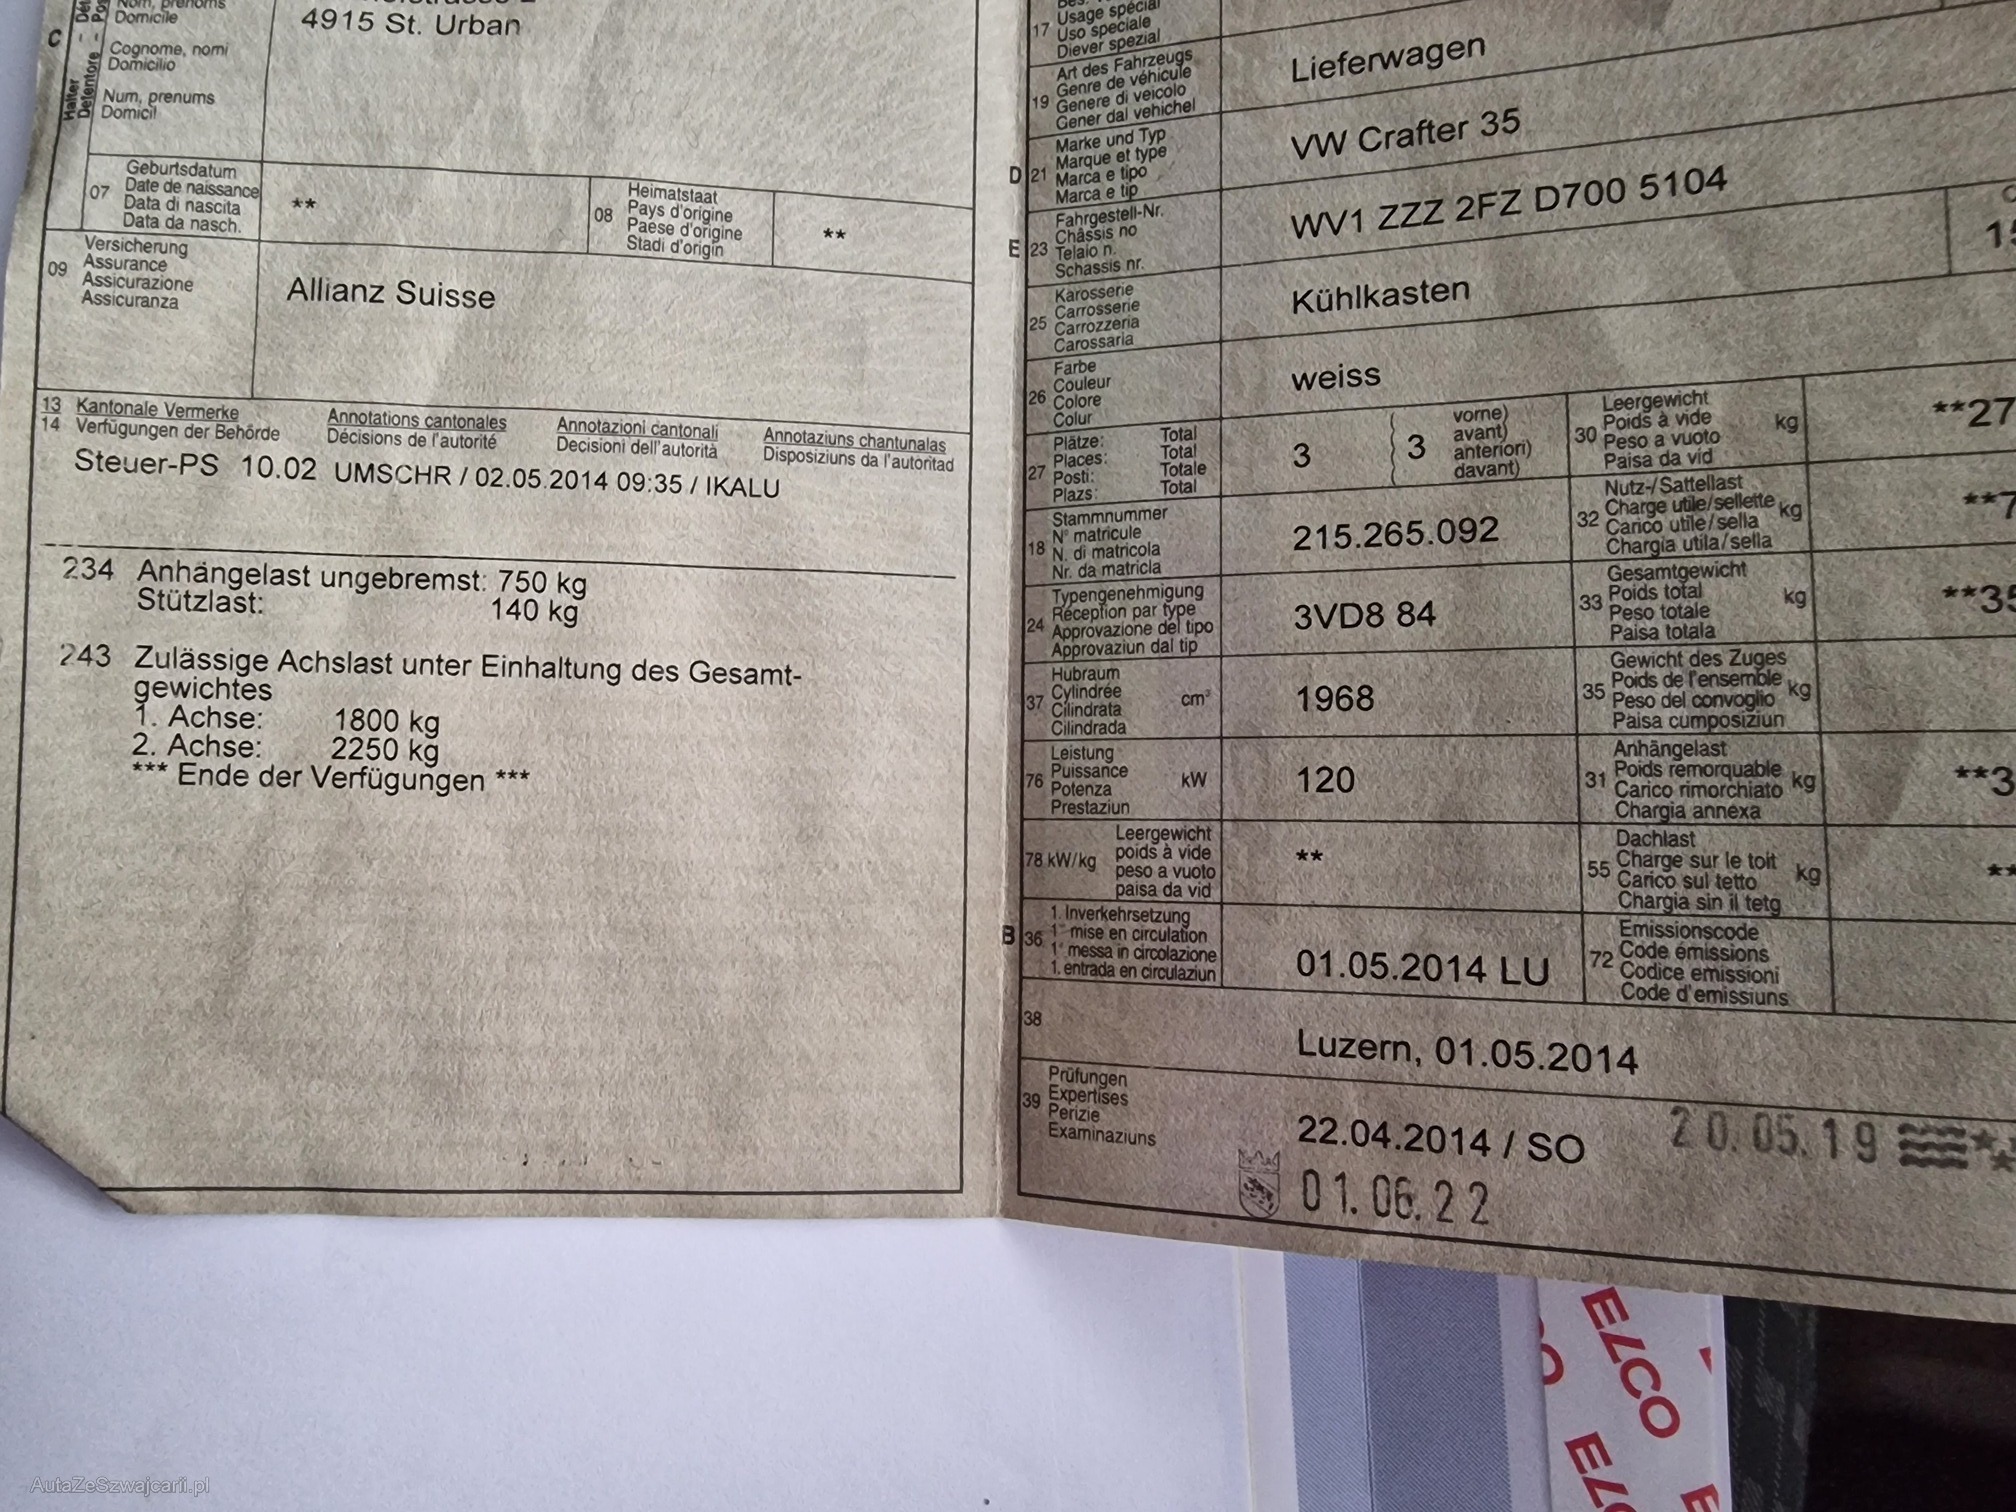 Nom, prénoms
Domicile
4915 St. Urban
C
Cognome, nomi
Domicilio
Halter
Detentore
Num, prenums
Domicil
07
Geburtsdatum
Date de naissance
Data di nascita
Data da nasch.
**
08
Heimatstaat
Pays d'origine
Paese d'origine
Stadi d'origin
**
09
Versicherung
Assurance
Assicurazione
Assicuranza
Allianz Suisse
13 Kantonale Vermerke Annotations cantonales Annotazioni cantonali Annotaziuns chantunalas
14 Verfügungen der Behörde Décisions de l'autorité Decisioni dell'autorità Disposiziuns da l'autoritad
Steuer-PS 10.02 UMSCHR / 02.05.2014 09:35 / IKALU
234 Anhängelast ungebremst: 750 kg
Stützlast: 140 kg
243 Zulässige Achslast unter Einhaltung des Gesamt-
gewichtes
1. Achse: 1800 kg
2. Achse: 2250 kg
*** Ende der Verfügungen ***
17
Usage spécial
Uso speciale
Diever spezial
19
Art des Fahrzeugs
Genre de véhicule
Genere di veicolo
Gener dal vehichel
Lieferwagen
D 21
Marke und Typ
Marque et type
Marca e tipo
Marca e tip
VW Crafter 35
E 23
Fahrgestell-Nr.
Châssis no
Telaio n.
Schassis nr.
WV1 ZZZ 2FZ D700 5104
25
Karosserie
Carrosserie
Carrozzeria
Carossaria
Kühlkasten
26
Farbe
Couleur
Colore
Colur
weiss
27
Plätze: Total
Places: Total
Posti: Totale
Plazs: Total
3
3
vorne)
avant)
anteriori)
davant)
30
Leergewicht
Poids à vide
Peso a vuoto
Paisa da vid
kg
**27
18
Stammnummer
N° matricule
N. di matricola
Nr. da matricla
215.265.092
32
Nutz-/Sattellast
Charge utile/sellette
Carico utile/sella
Chargia utila/sella
kg
**7
24
Typengenehmigung
Réception par type
Approvazione del tipo
Approvaziun dal tip
3VD8 84
33
Gesamtgewicht
Poids total
Peso totale
Paisa totala
kg
**35
37
Hubraum
Cylindrée
Cilindrata
Cilindrada
cm³
1968
35
Gewicht des Zuges
Poids de l'ensemble
Peso del convoglio
Paisa cumposiziun
kg
76
Leistung
Puissance
Potenza
Prestaziun
kW
120
31
Anhängelast
Poids remorquable
Carico rimorchiato
Chargia annexa
kg
**3
78 kW/kg
Leergewicht
poids à vide
peso a vuoto
paisa da vid
**
55
Dachlast
Charge sur le toit
Carico sul tetto
Chargia sin il tetg
kg
**
B 36
1. Inverkehrsetzung
1re mise en circulation
1a messa in circolazione
1. entrada en circulaziun
01.05.2014 LU
72
Emissionscode
Code émissions
Codice emissioni
Code d'emissiuns
38
Luzern, 01.05.2014
39
Prüfungen
Expertises
Perizie
Examinaziuns
22.04.2014 / SO
20.05.19
01.06.22
ELCO
AutaZeSzwajcarii.pl